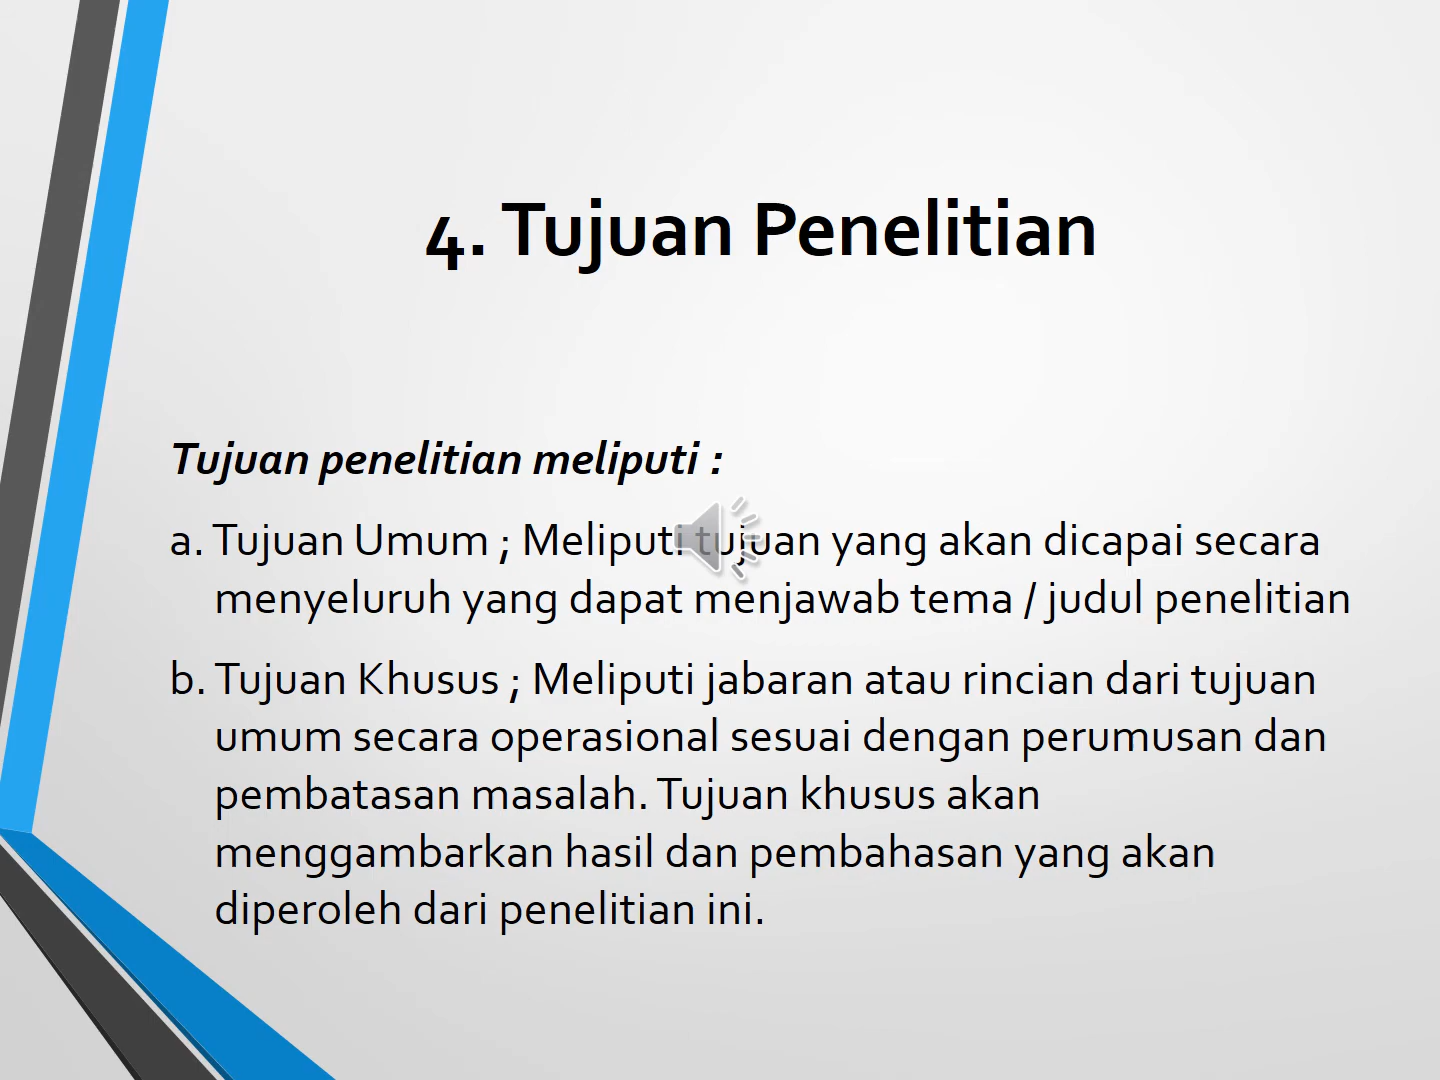 4. Tujuan Penelitian
Tujuan penelitian meliputi :
a. Tujuan Umum ; Meliputi tujuan yang akan dicapai secara
menyeluruh yang dapat menjawab tema / judul penelitian
b. Tujuan Khusus ; Meliputi jabaran atau rincian dari tujuan
umum secara operasional sesuai dengan perumusan dan
pembatasan masalah. Tujuan khusus akan
menggambarkan hasil dan pembahasan yang akan
diperoleh dari penelitian ini.